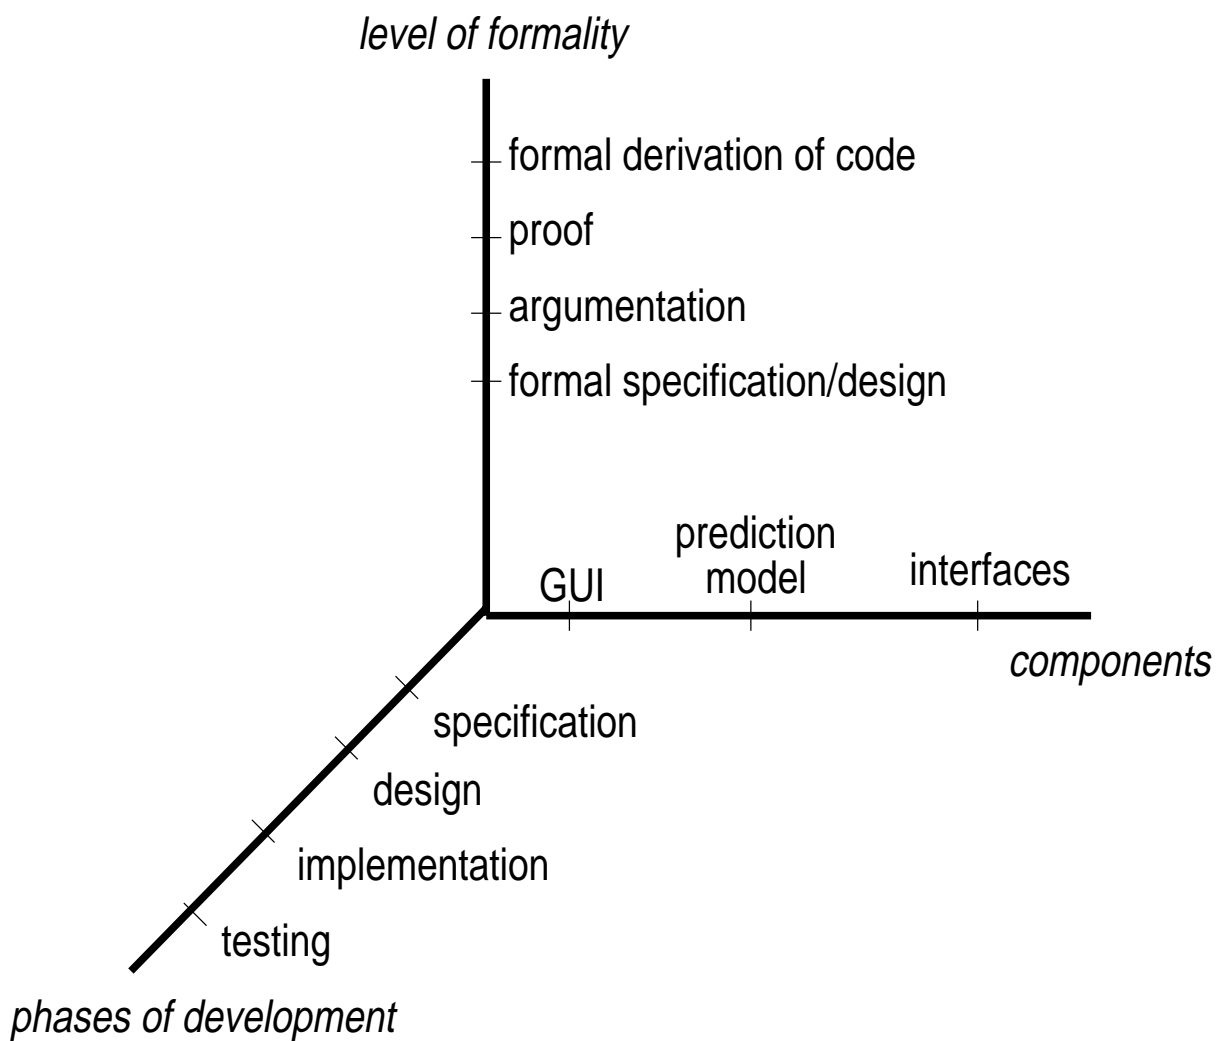 level of formality
formal derivation of code
proof
argumentation
formal specification/design
prediction
model
GUI
interfaces
components
specification
design
implementation
testing
phases of development